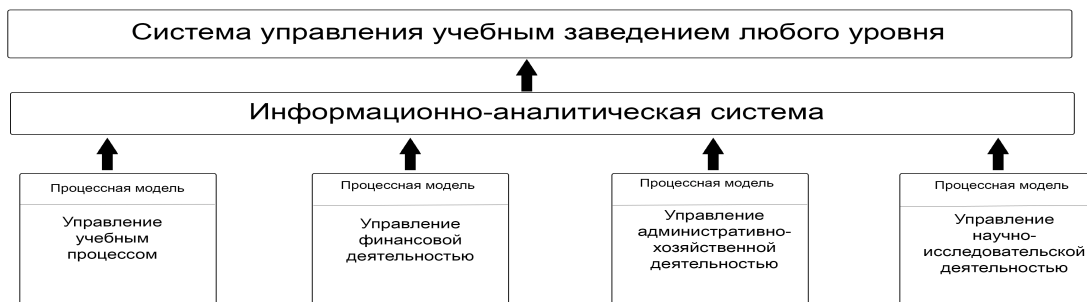 Система управления учебным заведением любого уровня
Информационно-аналитическая система
Процессная модель
Управление
учебным
процессом
Процессная модель
Управление
финансовой
деятельностью
Процессная модель
Управление
административно-
хозяйственной
деятельностью
Процессная модель
Управление
научно-
исследовательской
деятельностью